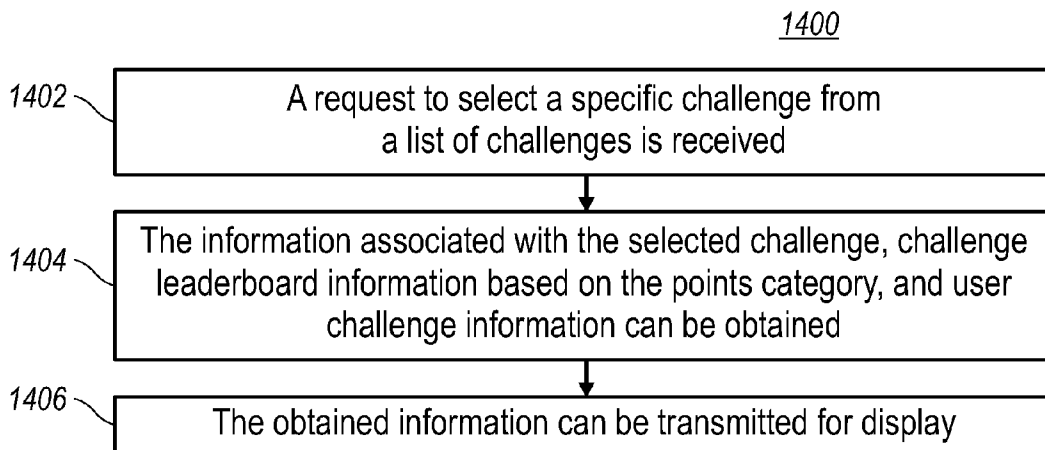 1400
1402
A request to select a specific challenge from
a list of challenges is received
1404
The information associated with the selected challenge, challenge
leaderboard information based on the points category, and user
challenge information can be obtained
1406
The obtained information can be transmitted for display